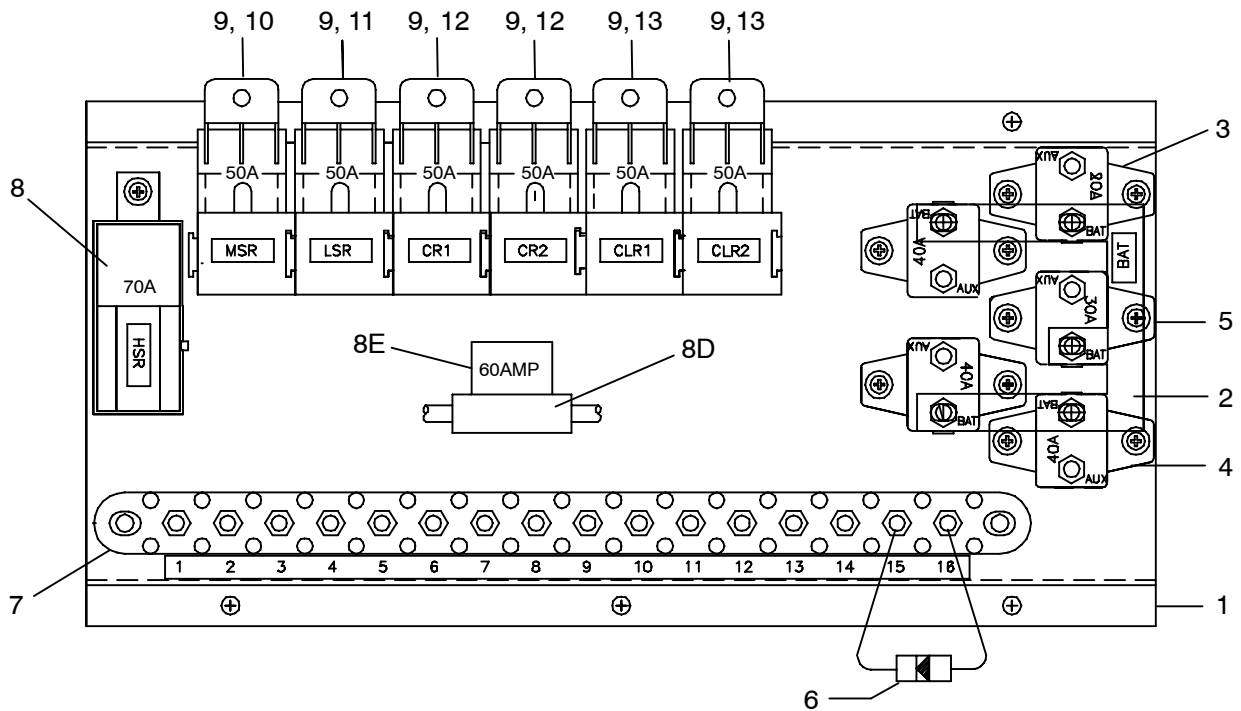 9, 10 9, 11 9, 12 9, 12 9, 13 9, 13
3
AUX 20A BAT
8
50A 50A 50A 50A 50A 50A
BAT 40A AUX
MSR LSR CR1 CR2 CLR1 CLR2
BAT
70A
AUX 30A BAT
5
HSR
8E 60AMP 8D
AUX 40A BAT
2
BAT 40A AUX
4
1 2 3 4 5 6 7 8 9 10 11 12 13 14 15 16
7
1
6